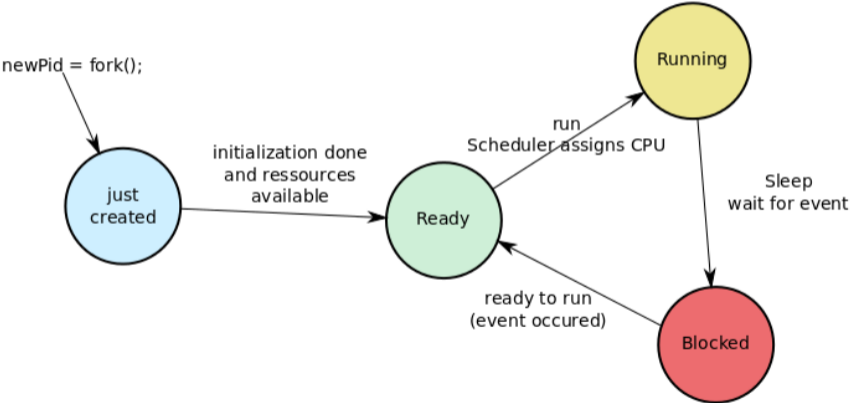 newPid = fork();
just
created
initialization done
and ressources
available
Ready
run
Scheduler assigns CPU
Running
Sleep
wait for event
Blocked
ready to run
(event occured)